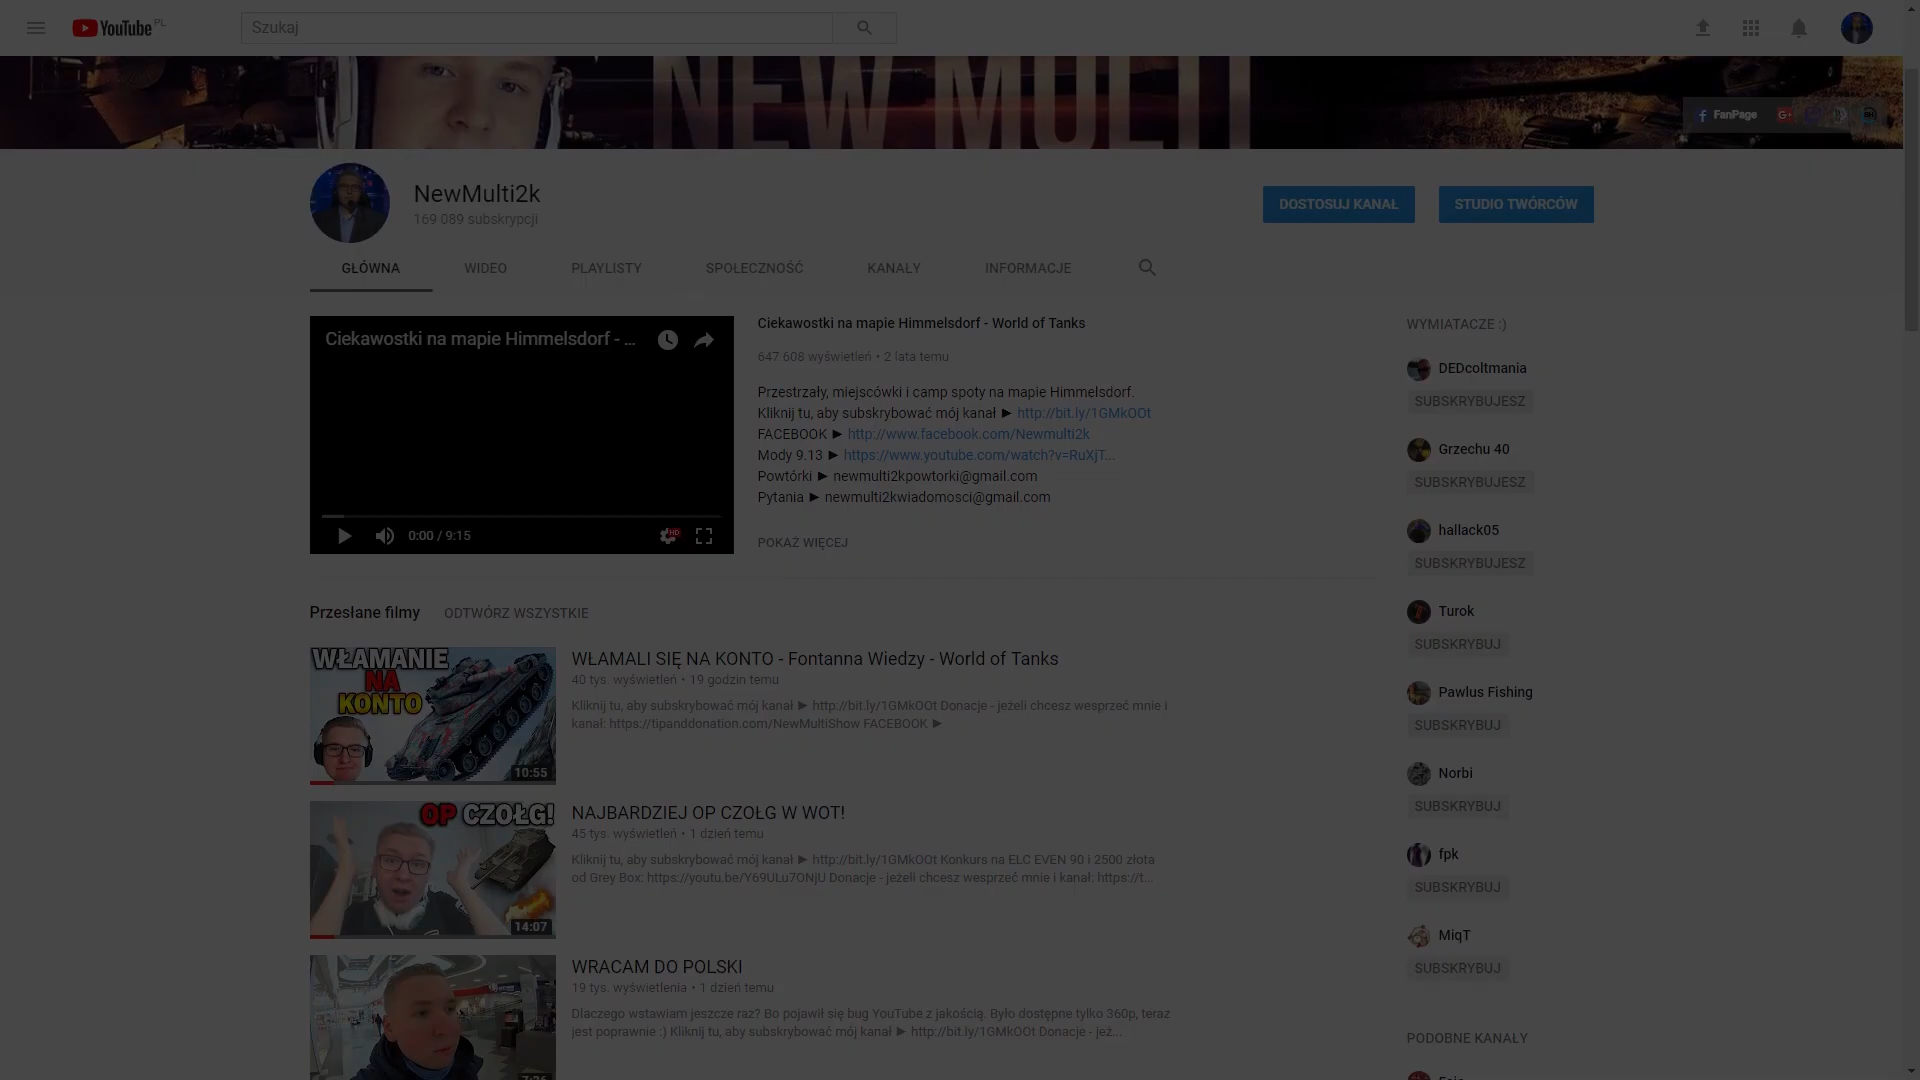 YouTube PL
Szukaj
NEW MULTI
FanPage
NewMulti2k
169 089 subskrypcji
DOSTOSUJ KANAŁ
STUDIO TWÓRCÓW
GŁÓWNA
WIDEO
PLAYLISTY
SPOŁECZNOŚĆ
KANAŁY
INFORMACJE
Ciekawostki na mapie Himmelsdorf - ...
0:00 / 9:15
HD
Ciekawostki na mapie Himmelsdorf - World of Tanks
647 608 wyświetleń • 2 lata temu
Przestrzały, miejscówki i camp spoty na mapie Himmelsdorf.
Kliknij tu, aby subskrybować mój kanał ► http://bit.ly/1GMkOOt
FACEBOOK ► http://www.facebook.com/Newmulti2k
Mody 9.13 ► https://www.youtube.com/watch?v=RuXjT...
Powtórki ► newmulti2kpowtorki@gmail.com
Pytania ► newmulti2kwiadomosci@gmail.com
POKAŻ WIĘCEJ
Przesłane filmy
ODTWÓRZ WSZYSTKIE
WŁAMANIE
NA
KONTO
10:55
WŁAMALI SIĘ NA KONTO - Fontanna Wiedzy - World of Tanks
40 tys. wyświetleń • 19 godzin temu
Kliknij tu, aby subskrybować mój kanał ► http://bit.ly/1GMkOOt Donacje - jeżeli chcesz wesprzeć mnie i
kanał: https://tipanddonation.com/NewMultiShow FACEBOOK ►
OP CZOŁG!
14:07
NAJBARDZIEJ OP CZOŁG W WOT!
45 tys. wyświetleń • 1 dzień temu
Kliknij tu, aby subskrybować mój kanał ► http://bit.ly/1GMkOOt Konkurs na ELC EVEN 90 i 2500 złota
od Grey Box: https://youtu.be/Y69ULu7ONjU Donacje - jeżeli chcesz wesprzeć mnie i kanał: https://t...
WRACAM DO POLSKI
19 tys. wyświetlenia • 1 dzień temu
Dlaczego wstawiam jeszcze raz? Bo pojawił się bug YouTube z jakością. Było dostępne tylko 360p, teraz
jest poprawnie :) Kliknij tu, aby subskrybować mój kanał ► http://bit.ly/1GMkOOt Donacje - jeż...
WYMIATACZE :)
DEDcoltmania
SUBSKRYBUJESZ
Grzechu 40
SUBSKRYBUJESZ
hallack05
SUBSKRYBUJESZ
Turok
SUBSKRYBUJ
Pawlus Fishing
SUBSKRYBUJ
Norbi
SUBSKRYBUJ
fpk
SUBSKRYBUJ
MiqT
SUBSKRYBUJ
PODOBNE KANAŁY